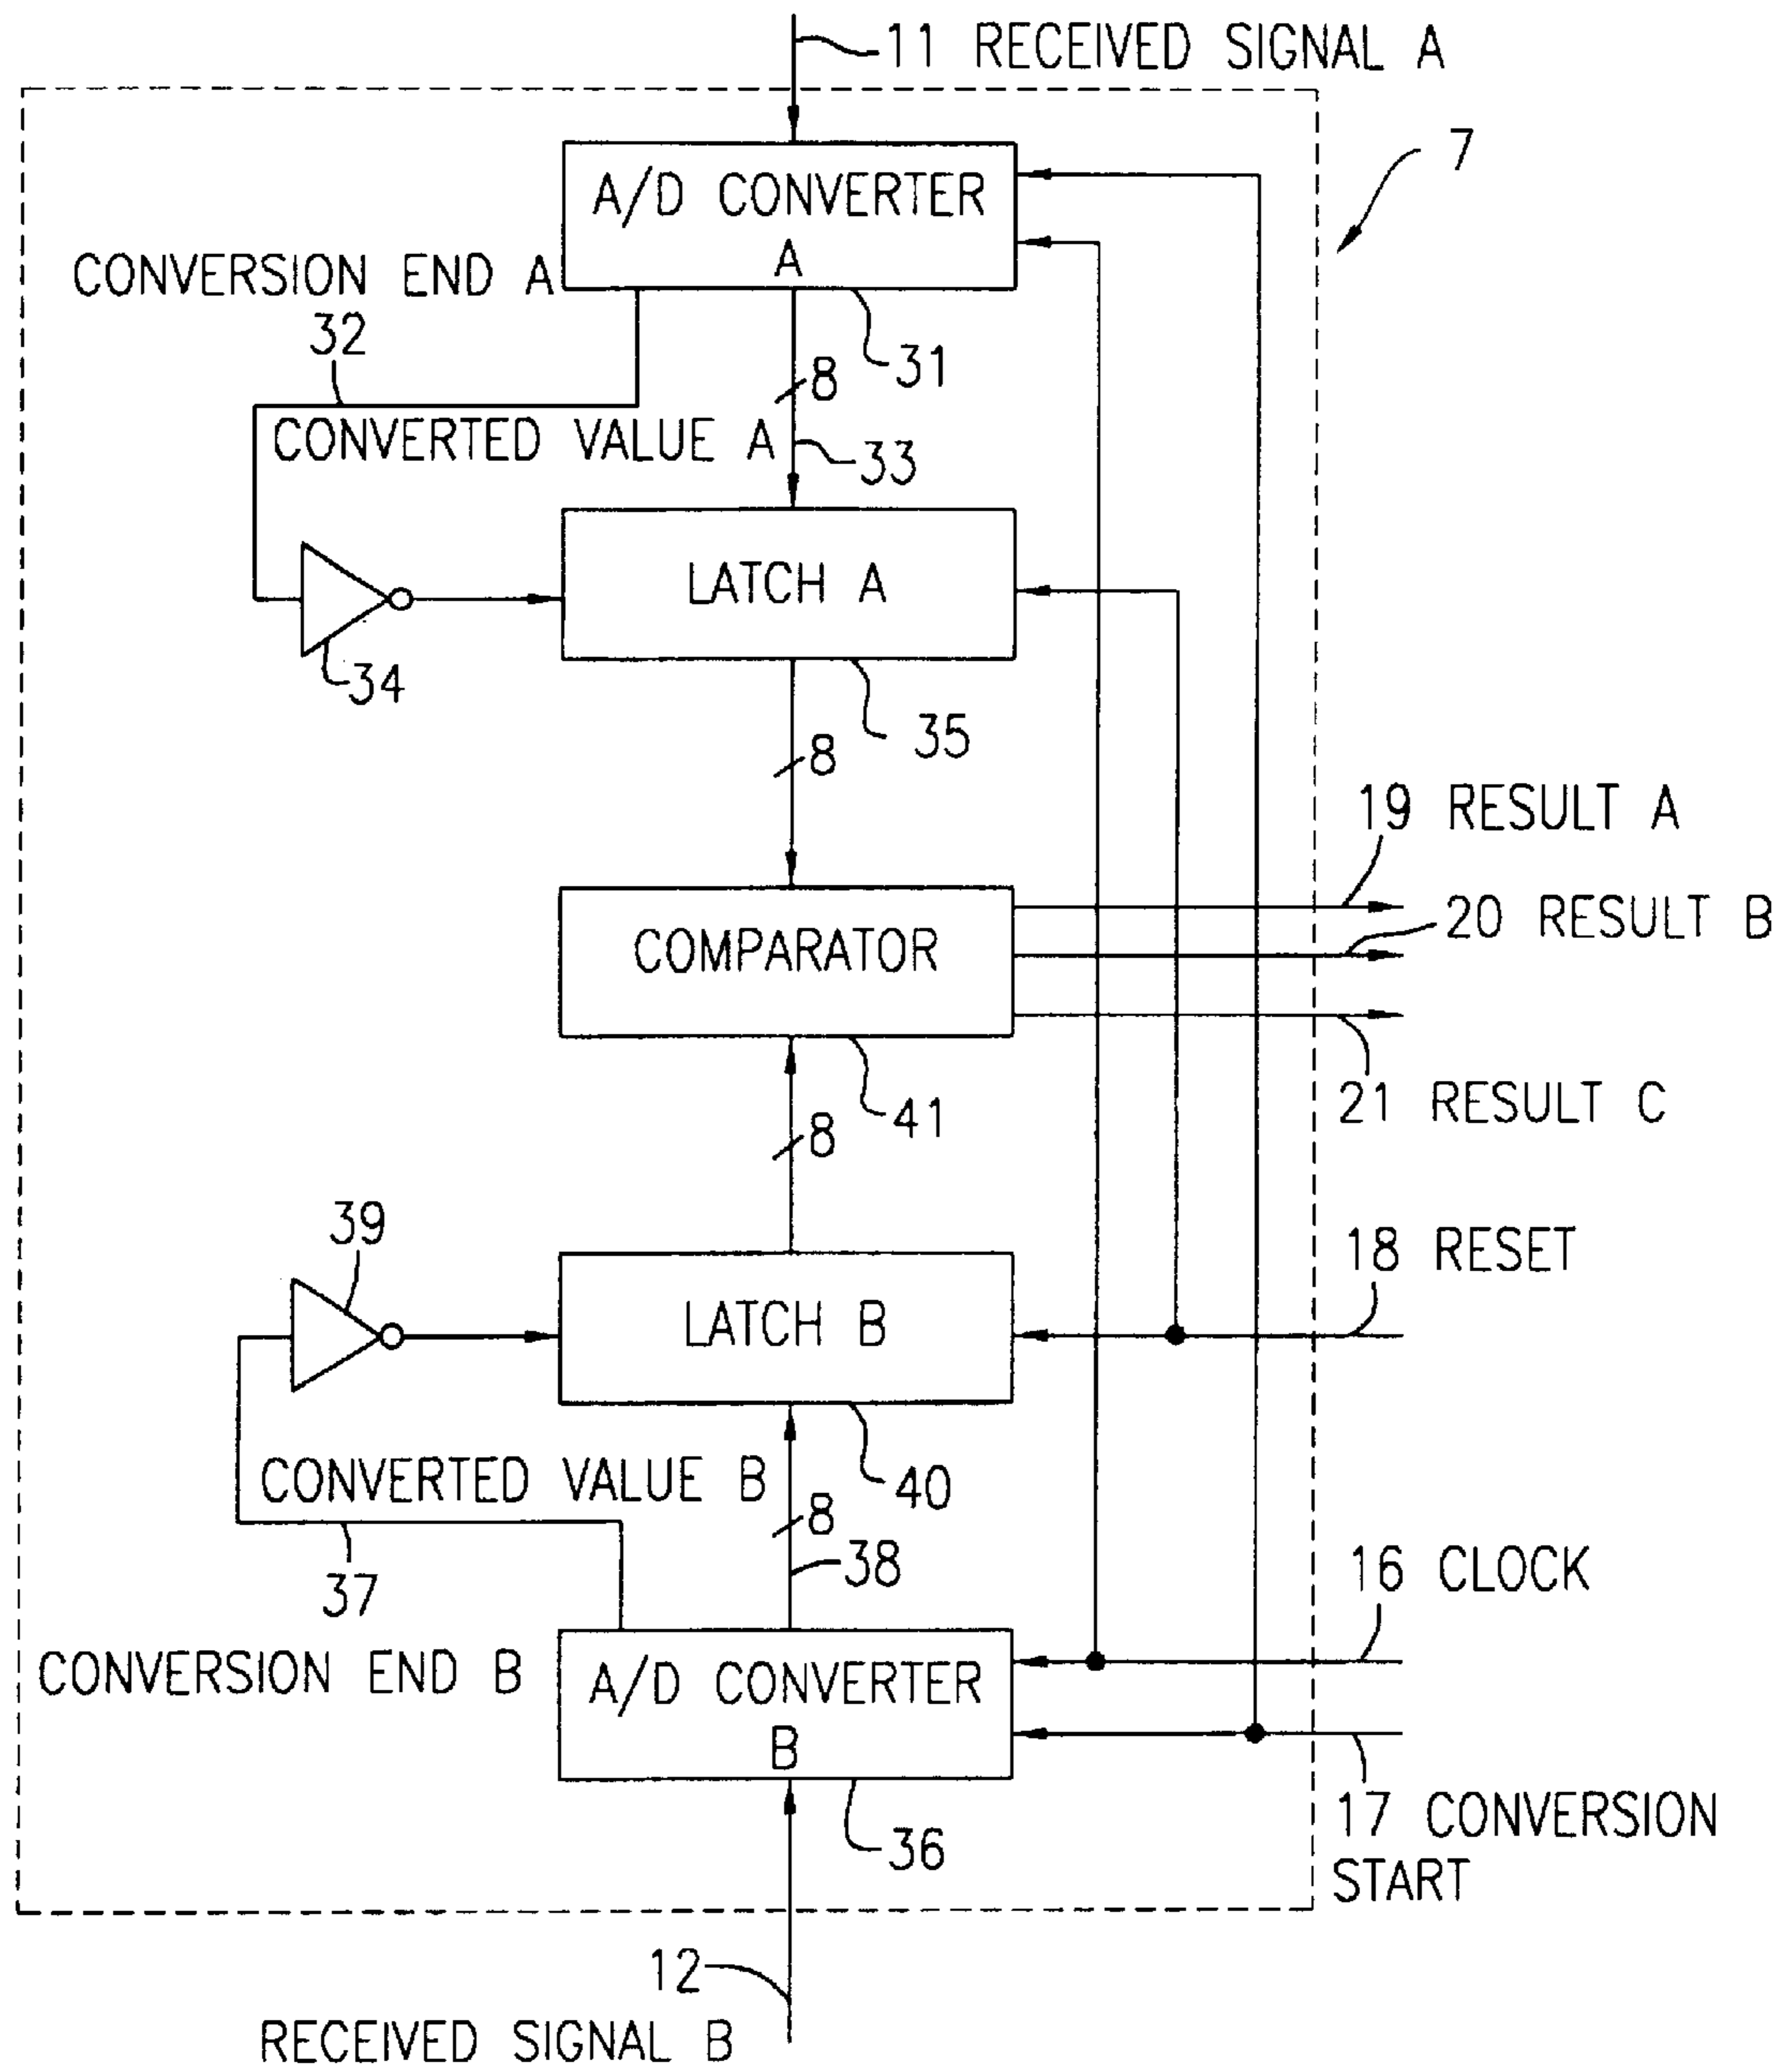 11 RECEIVED SIGNAL A
7
A/D CONVERTER
A
CONVERSION END A
32
31
8
CONVERTED VALUE A
33
LATCH A
34
35
8
19 RESULT A
20 RESULT B
COMPARATOR
21 RESULT C
41
8
39
18 RESET
LATCH B
CONVERTED VALUE B
40
8
38
37
16 CLOCK
CONVERSION END B
A/D CONVERTER
B
17 CONVERSION
START
36
12
RECEIVED SIGNAL B